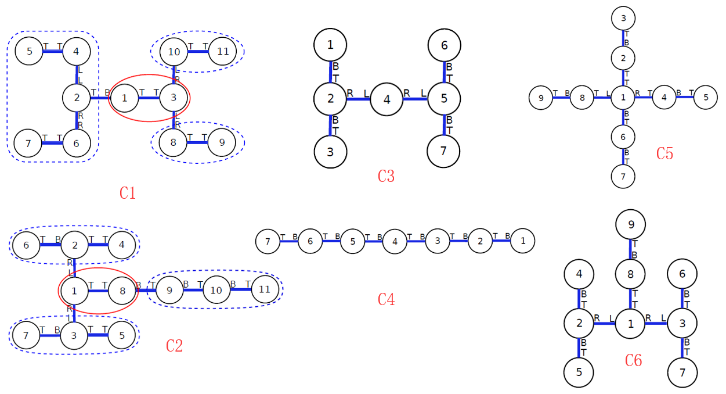 5 T T 4
L
L
2 T B 1 T T 3
R
R
7 T T 6
10 T T 11
L
R
L
R
8 T T 9
C1
1
B
T
2 R L 4 R L 5
B
T
3
6
B
T
B
T
7
C3
3
T
B
2
T
T
9 T B 8 T L 1 R T 4 B T 5
B
T
6
B
T
7
C5
6 T B 2 T T 4
R
L
1 T T 8 B T 9 B T 10 B T 11
R
L
7 T B 3 T T 5
C2
7 T B 6 T B 5 T B 4 T B 3 T B 2 T B 1
C4
9
T
B
8
T
T
4
B
T
2 R L 1 R L 3
B
T
5
6
B
T
B
T
7
C6